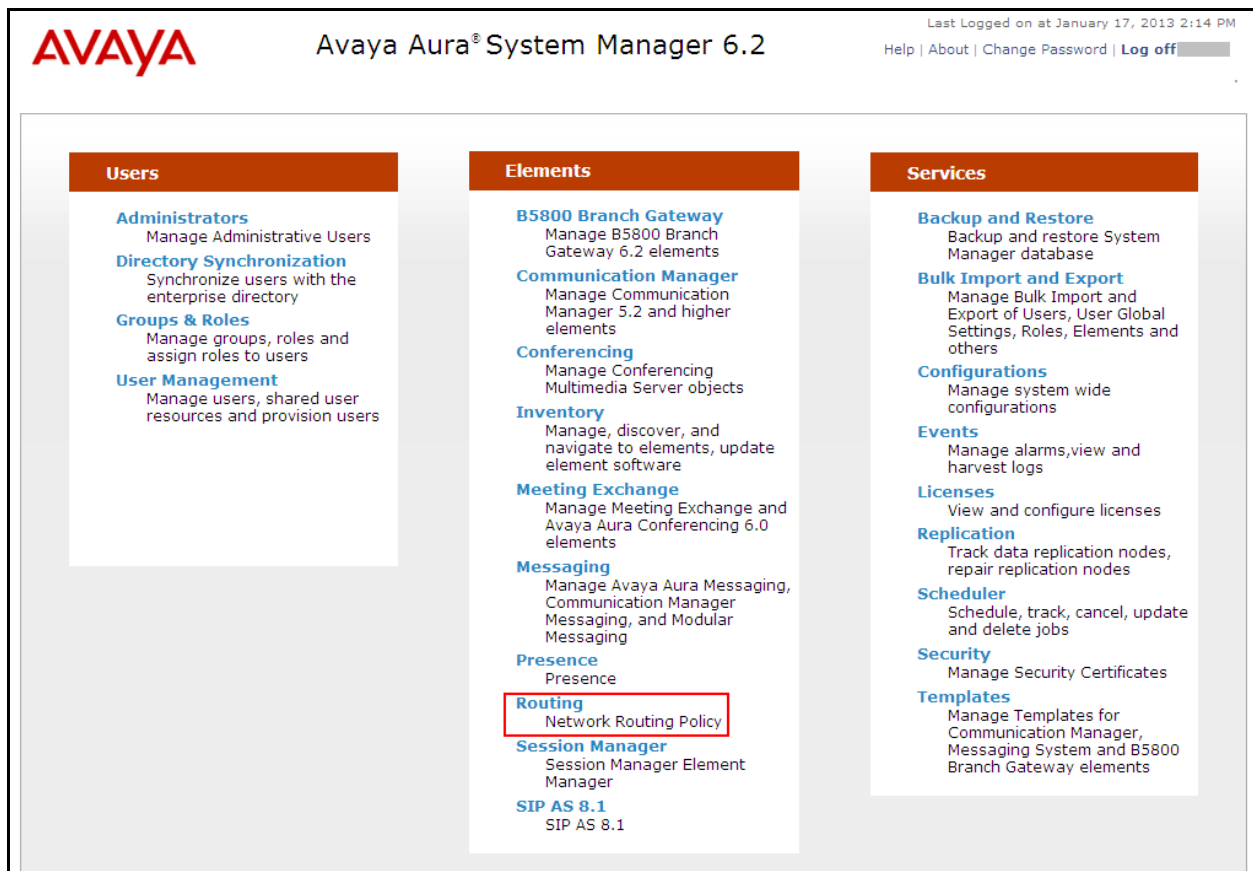 AVAYA
Avaya Aura® System Manager 6.2
Last Logged on at January 17, 2013 2:14 PM
Help | About | Change Password | Log off
Users
Administrators
Manage Administrative Users
Directory Synchronization
Synchronize users with the
enterprise directory
Groups & Roles
Manage groups, roles and
assign roles to users
User Management
Manage users, shared user
resources and provision users
Elements
B5800 Branch Gateway
Manage B5800 Branch
Gateway 6.2 elements
Communication Manager
Manage Communication
Manager 5.2 and higher
elements
Conferencing
Manage Conferencing
Multimedia Server objects
Inventory
Manage, discover, and
navigate to elements, update
element software
Meeting Exchange
Manage Meeting Exchange and
Avaya Aura Conferencing 6.0
elements
Messaging
Manage Avaya Aura Messaging,
Communication Manager
Messaging, and Modular
Messaging
Presence
Presence
Routing
Network Routing Policy
Session Manager
Session Manager Element
Manager
SIP AS 8.1
SIP AS 8.1
Services
Backup and Restore
Backup and restore System
Manager database
Bulk Import and Export
Manage Bulk Import and
Export of Users, User Global
Settings, Roles, Elements and
others
Configurations
Manage system wide
configurations
Events
Manage alarms,view and
harvest logs
Licenses
View and configure licenses
Replication
Track data replication nodes,
repair replication nodes
Scheduler
Schedule, track, cancel, update
and delete jobs
Security
Manage Security Certificates
Templates
Manage Templates for
Communication Manager,
Messaging System and B5800
Branch Gateway elements